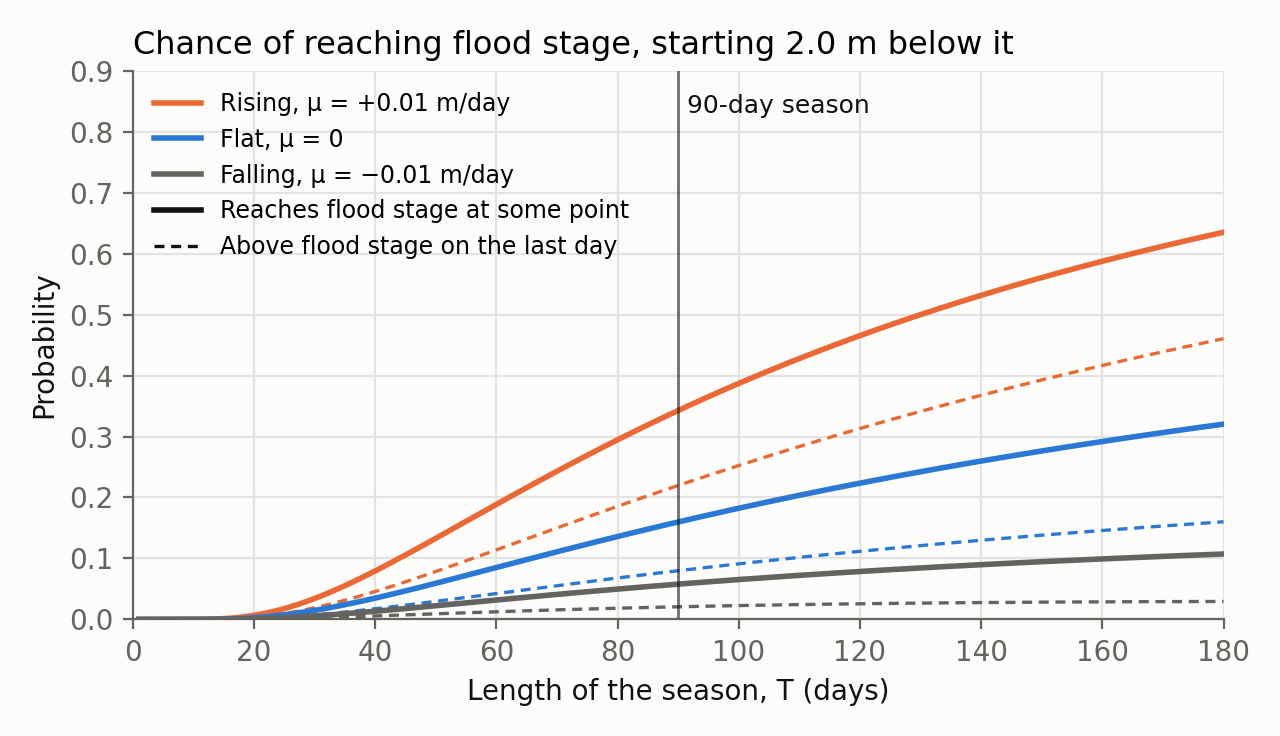 Chance of reaching flood stage, starting 2.0 m below it
0.9
0.8
0.7
0.6
0.5
0.4
0.3
0.2
0.1
0.0
Probability
Rising, μ = +0.01 m/day
Flat, μ = 0
Falling, μ = −0.01 m/day
Reaches flood stage at some point
Above flood stage on the last day
90-day season
0 20 40 60 80 100 120 140 160 180
Length of the season, T (days)